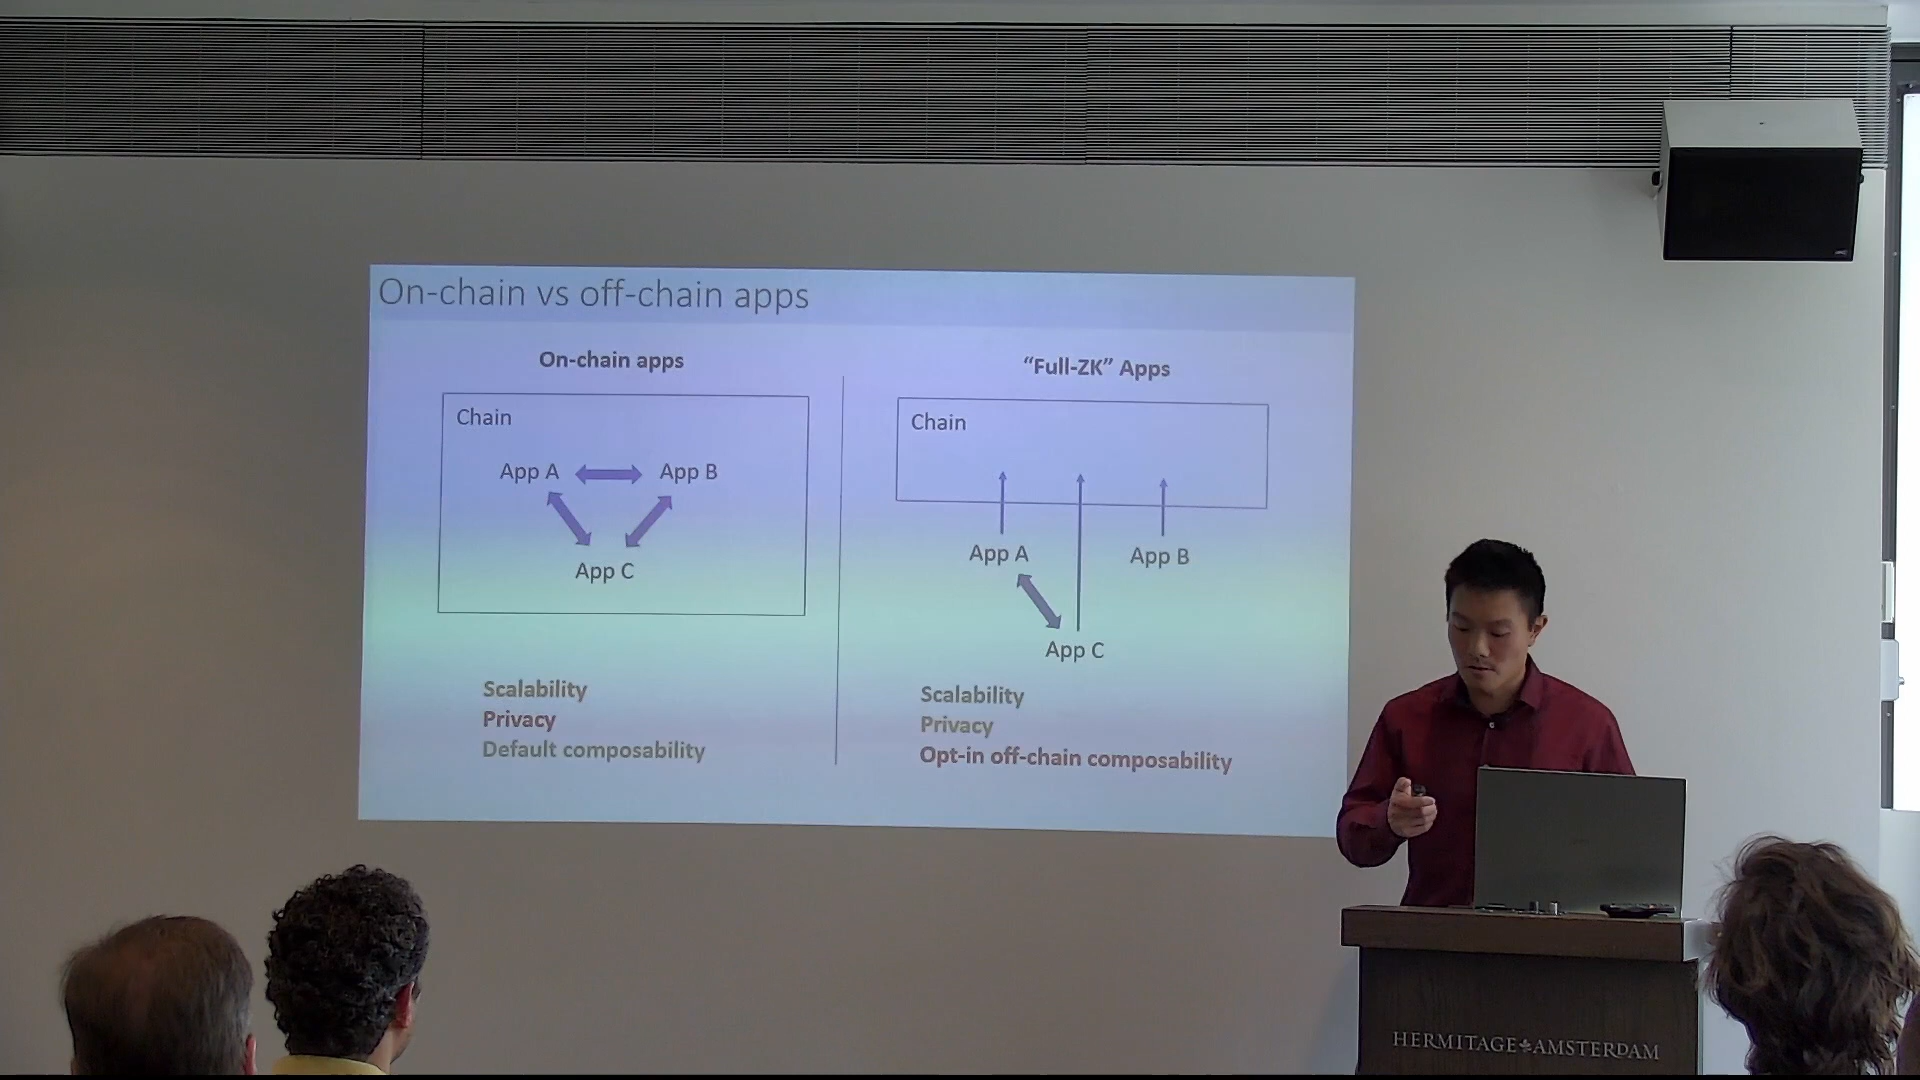 On-chain vs off-chain apps
On-chain apps
Chain
App A
App B
App C
Scalability
Privacy
Default composability
“Full-ZK” Apps
Chain
App A
App B
App C
Scalability
Privacy
Opt-in off-chain composability
HERMITAGE AMSTERDAM